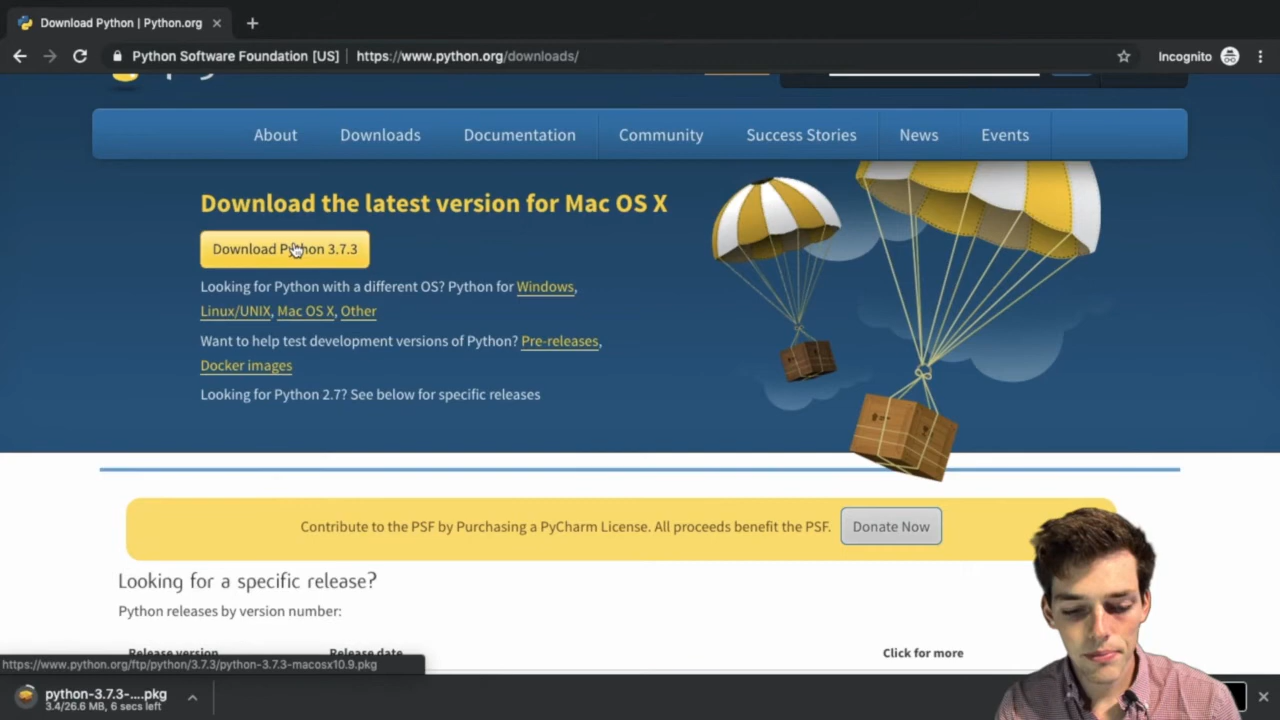 Download Python | Python.org
Python Software Foundation [US] | https://www.python.org/downloads/
Incognito
About Downloads Documentation Community Success Stories News Events
Download the latest version for Mac OS X
Download Python 3.7.3
Looking for Python with a different OS? Python for Windows,
Linux/UNIX, Mac OS X, Other
Want to help test development versions of Python? Pre-releases,
Docker images
Looking for Python 2.7? See below for specific releases
Contribute to the PSF by Purchasing a PyCharm License. All proceeds benefit the PSF. Donate Now
Looking for a specific release?
Python releases by version number:
Release version Release date Click for more
https://www.python.org/ftp/python/3.7.3/python-3.7.3-macosx10.9.pkg
python-3.7.3-....pkg
3.4/26.6 MB, 6 secs left